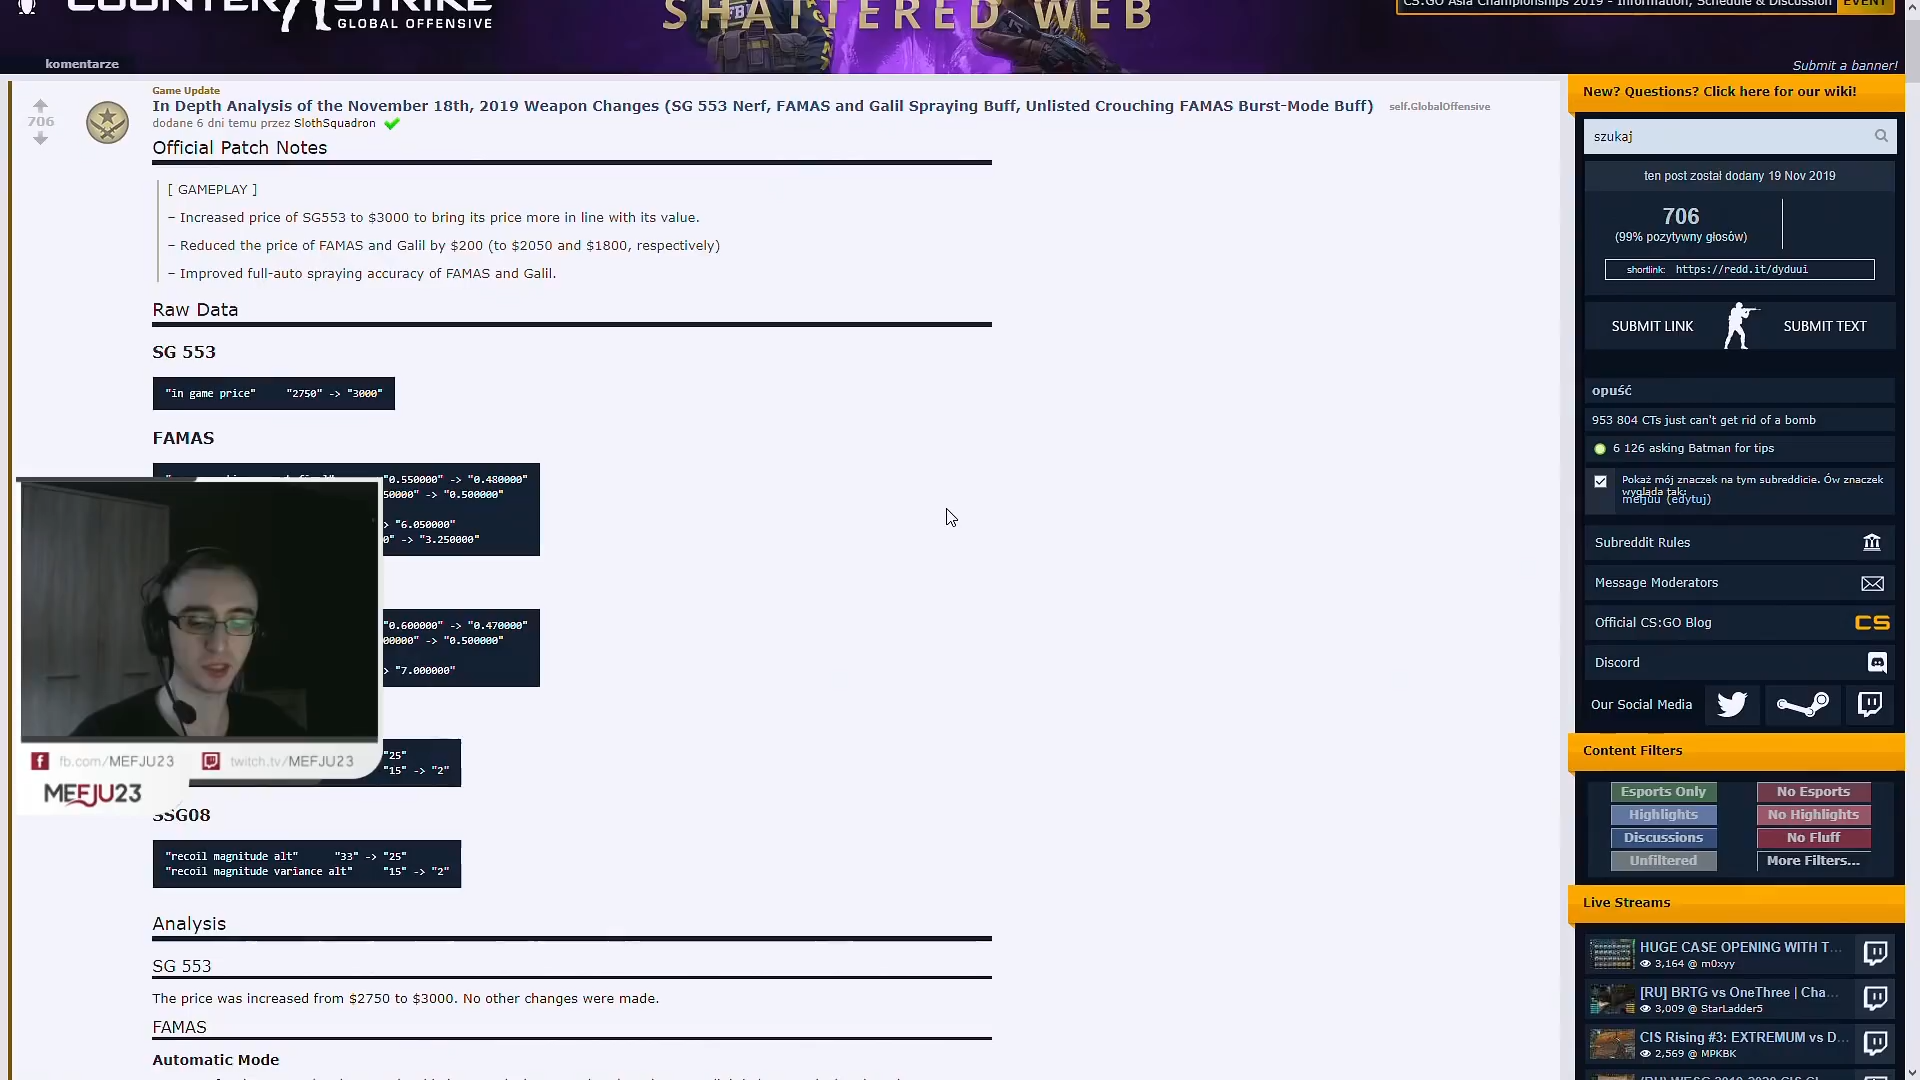 COUNTER STRIKE
GLOBAL OFFENSIVE
SHATTERED WEB
CS:GO Asia Championships 2019 - Information, Schedule & Discussion EVENT
komentarze
Submit a banner!
706
Game Update
In Depth Analysis of the November 18th, 2019 Weapon Changes (SG 553 Nerf, FAMAS and Galil Spraying Buff, Unlisted Crouching FAMAS Burst-Mode Buff) self.GlobalOffensive
dodane 6 dni temu przez SlothSquadron
Official Patch Notes
[ GAMEPLAY ]
– Increased price of SG553 to $3000 to bring its price more in line with its value.
– Reduced the price of FAMAS and Galil by $200 (to $2050 and $1800, respectively)
– Improved full-auto spraying accuracy of FAMAS and Galil.
Raw Data
SG 553
"in game price" "2750" -> "3000"
FAMAS
"0.550000" -> "0.480000"
50000" -> "0.500000"
> "6.050000"
0" -> "3.250000"
"0.600000" -> "0.470000"
00000" -> "0.500000"
> "7.000000"
"25"
"15" -> "2"
fb.com/MEFJU23 twitch.tv/MEFJU23
MEFJU23
SSG08
"recoil magnitude alt" "33" -> "25"
"recoil magnitude variance alt" "15" -> "2"
Analysis
SG 553
The price was increased from $2750 to $3000. No other changes were made.
FAMAS
Automatic Mode
New? Questions? Click here for our wiki!
szukaj
ten post został dodany 19 Nov 2019
706
(99% pozytywny głosów)
shortlink: https://redd.it/dyduui
SUBMIT LINK SUBMIT TEXT
opuść
953 804 CTs just can't get rid of a bomb
6 126 asking Batman for tips
Pokaż mój znaczek na tym subreddicie. Ów znaczek
wygląda tak:
mefjuu (edytuj)
Subreddit Rules
Message Moderators
Official CS:GO Blog CS
Discord
Our Social Media
Content Filters
Esports Only No Esports
Highlights No Highlights
Discussions No Fluff
Unfiltered More Filters...
Live Streams
HUGE CASE OPENING WITH T...
3,164 @ m0xyy
[RU] BRTG vs OneThree | Cha...
3,009 @ StarLadder5
CIS Rising #3: EXTREMUM vs D...
2,569 @ MPKBK